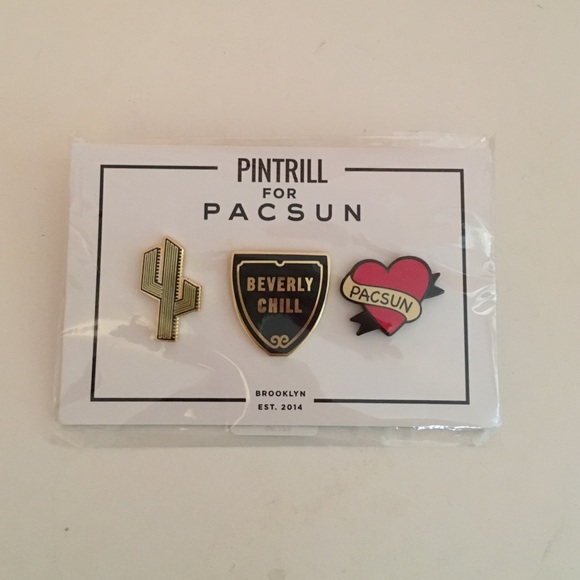 PINTRILL
FOR
PACSUN
BEVERLY
CHILL
PACSUN
BROOKLYN
EST. 2014